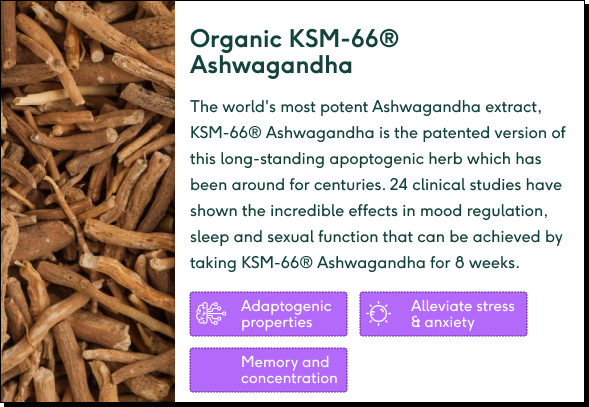 Organic KSM-66®
Ashwagandha
The world's most potent Ashwagandha extract,
KSM-66® Ashwagandha is the patented version of
this long-standing apoptogenic herb which has
been around for centuries. 24 clinical studies have
shown the incredible effects in mood regulation,
sleep and sexual function that can be achieved by
taking KSM-66® Ashwagandha for 8 weeks.
Adaptogenic
properties
Alleviate stress
& anxiety
Memory and
concentration